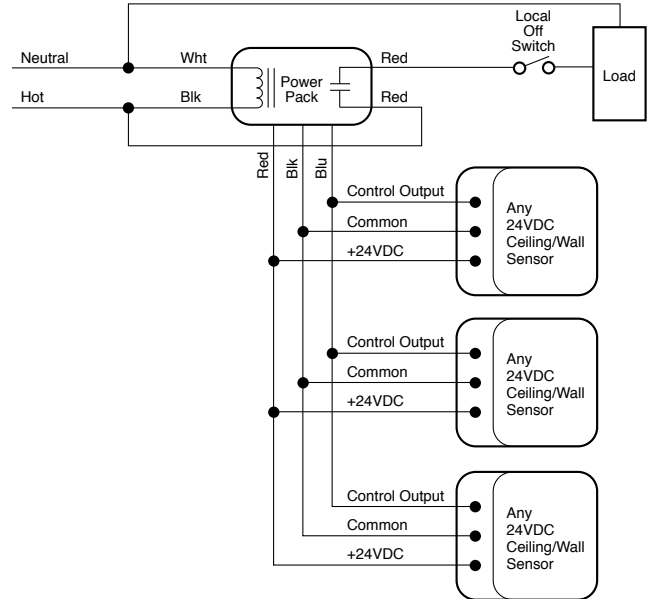 Local
Off
Switch
Neutral
Wht
Red
Power
Pack
Load
Hot
Blk
Red
Red
Blk
Blu
Control Output
Common
+24VDC
Any
24VDC
Ceiling/Wall
Sensor
Control Output
Common
+24VDC
Any
24VDC
Ceiling/Wall
Sensor
Control Output
Common
+24VDC
Any
24VDC
Ceiling/Wall
Sensor